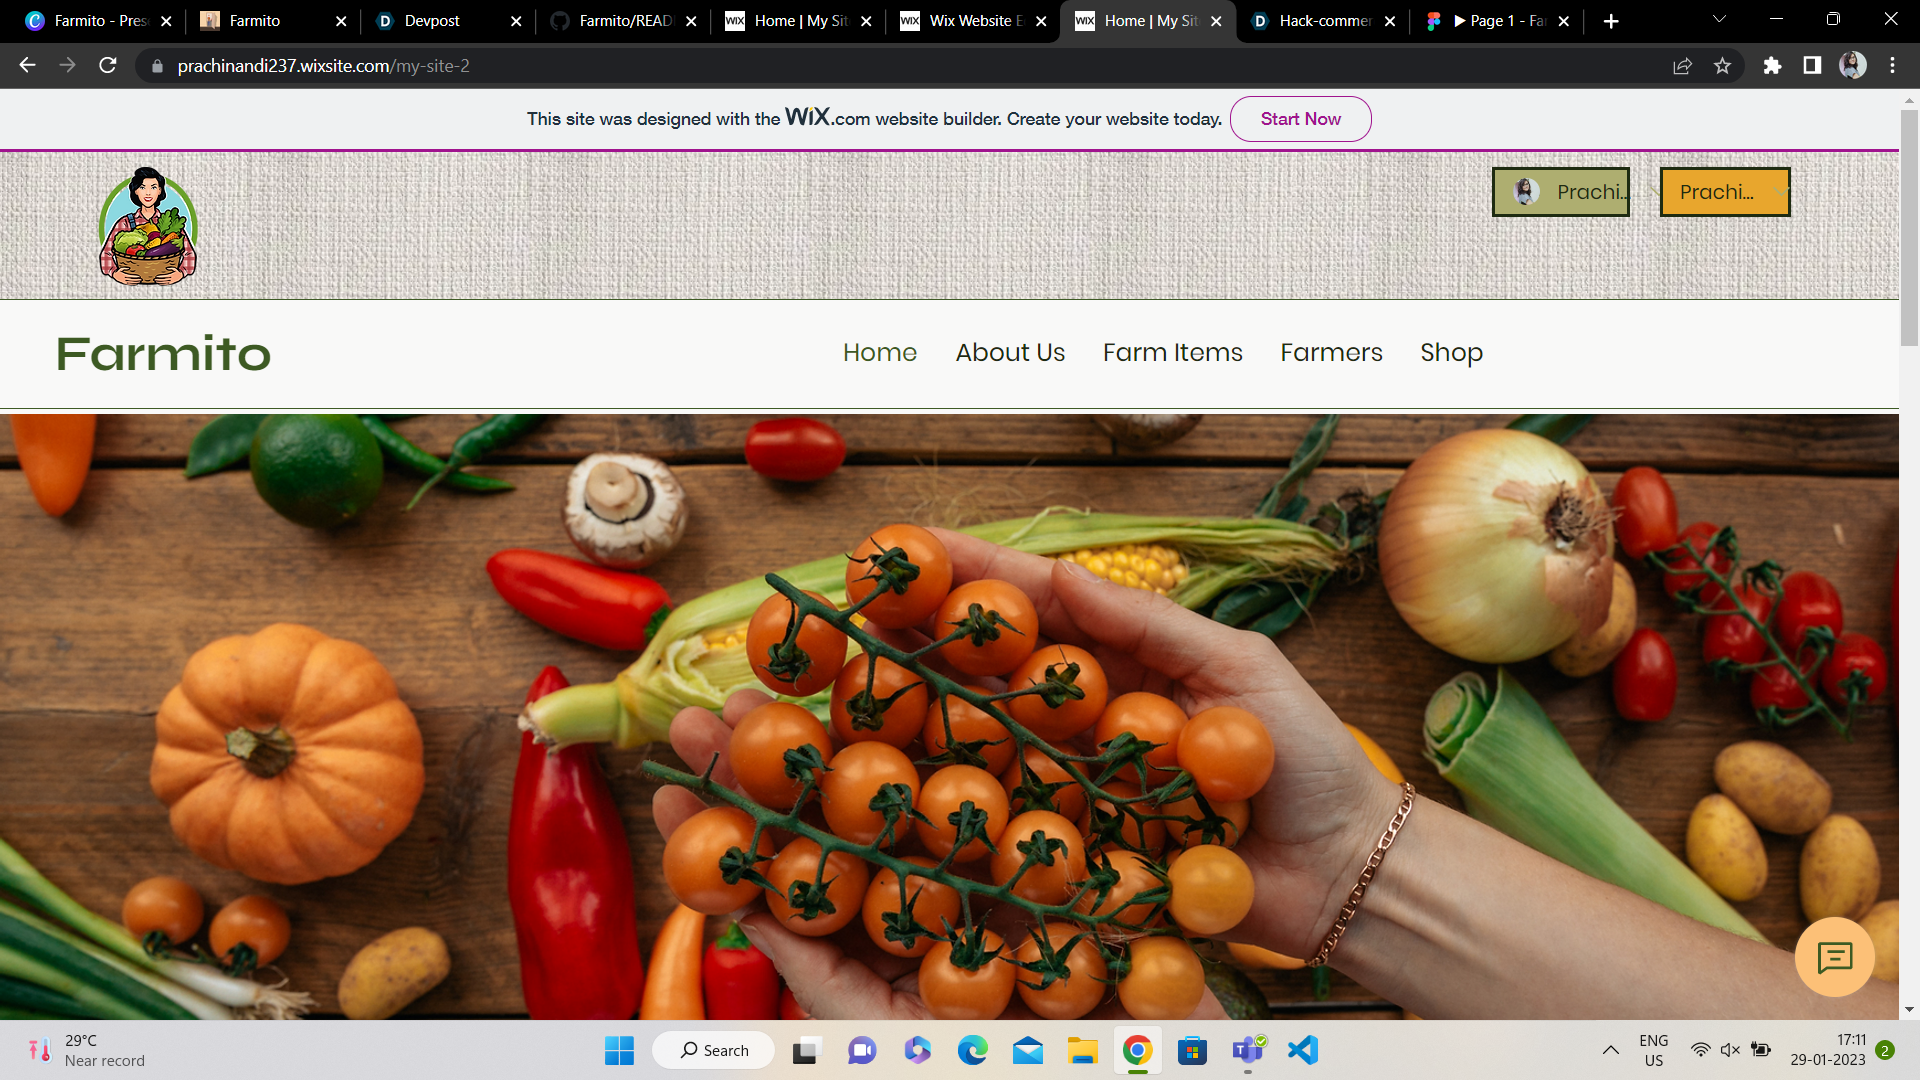 Farmito - Pres
Farmito
Devpost
Farmito/READ
Home | My Sit
Wix Website E
Home | My Sit
Hack-commer
Page 1 - Far
prachinandi237.wixsite.com/my-site-2
This site was designed with the WiX.com website builder. Create your website today. Start Now
Prachi... Prachi...
Farmito
Home About Us Farm Items Farmers Shop
29°C
Near record
Search
ENG
US
17:11
29-01-2023
2